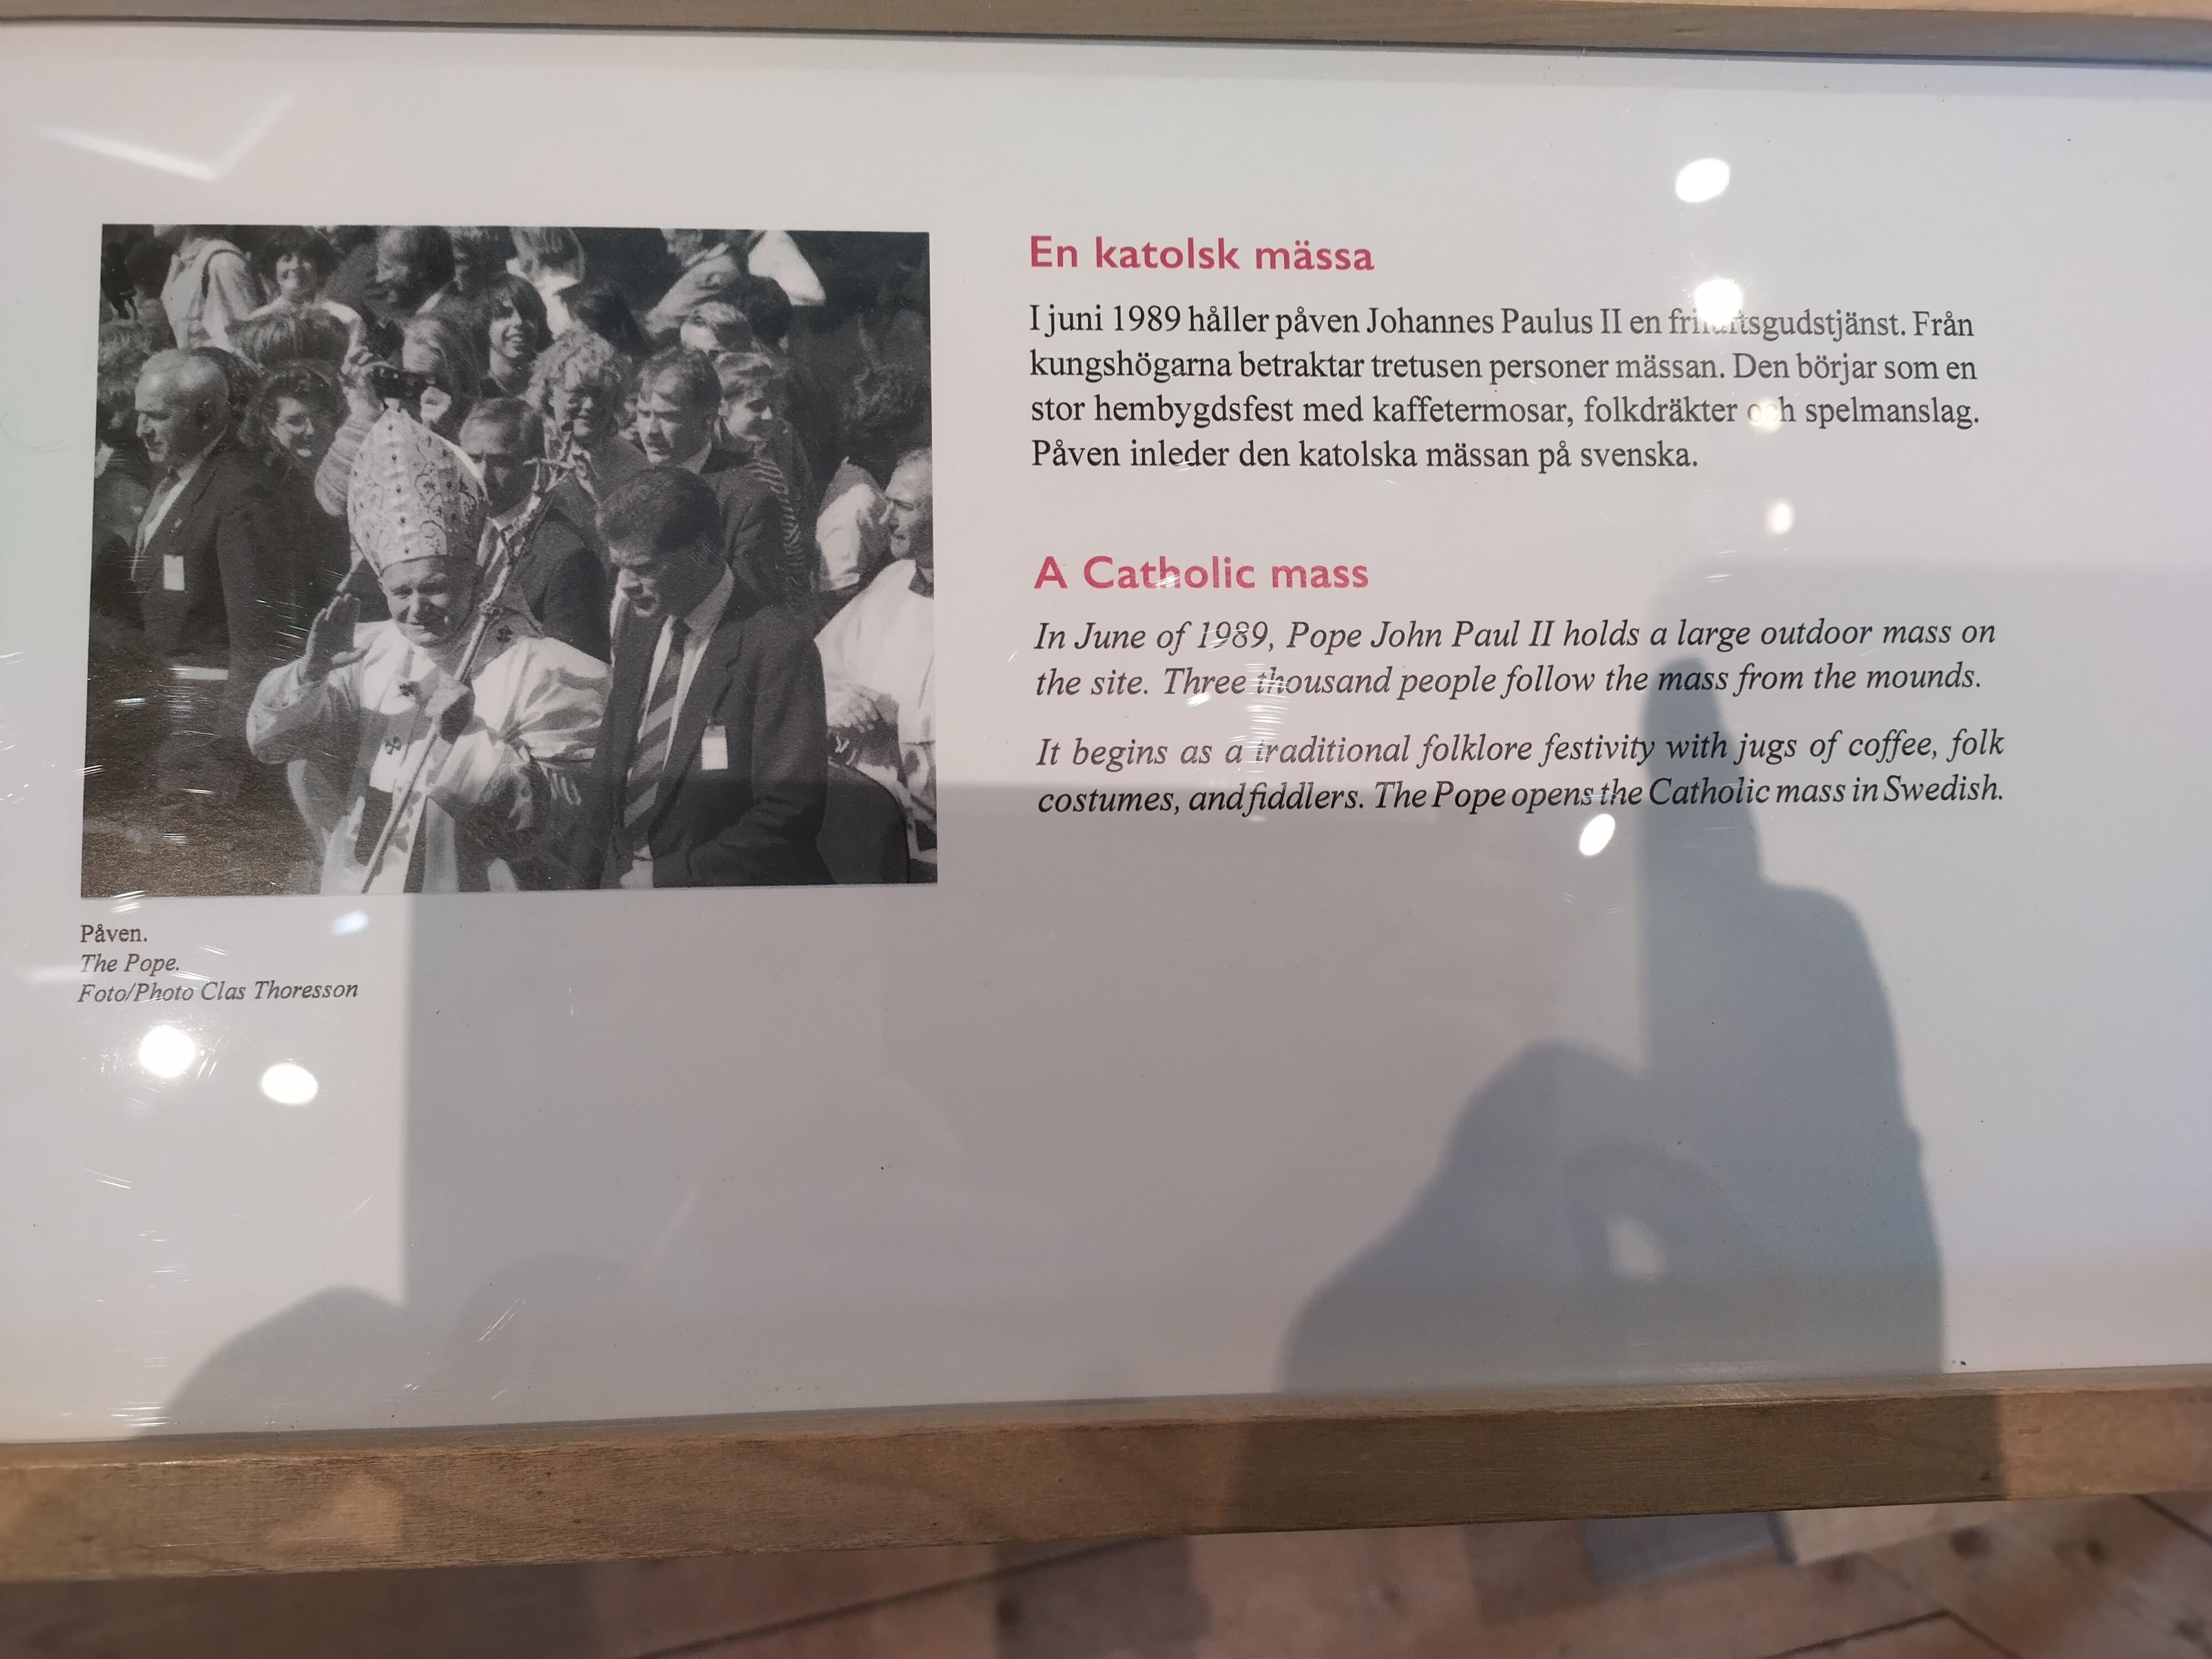 En katolsk mässa
I juni 1989 håller påven Johannes Paulus II en friluftsgudstjänst. Från
kungshögarna betraktar tretusen personer mässan. Den börjar som en
stor hembygdsfest med kaffetermosar, folkdräkter och spelmanslag.
Påven inleder den katolska mässan på svenska.
A Catholic mass
In June of 1989, Pope John Paul II holds a large outdoor mass on
the site. Three thousand people follow the mass from the mounds.
It begins as a traditional folklore festivity with jugs of coffee, folk
costumes, and fiddlers. The Pope opens the Catholic mass in Swedish.
Påven.
The Pope.
Foto/Photo Clas Thoresson